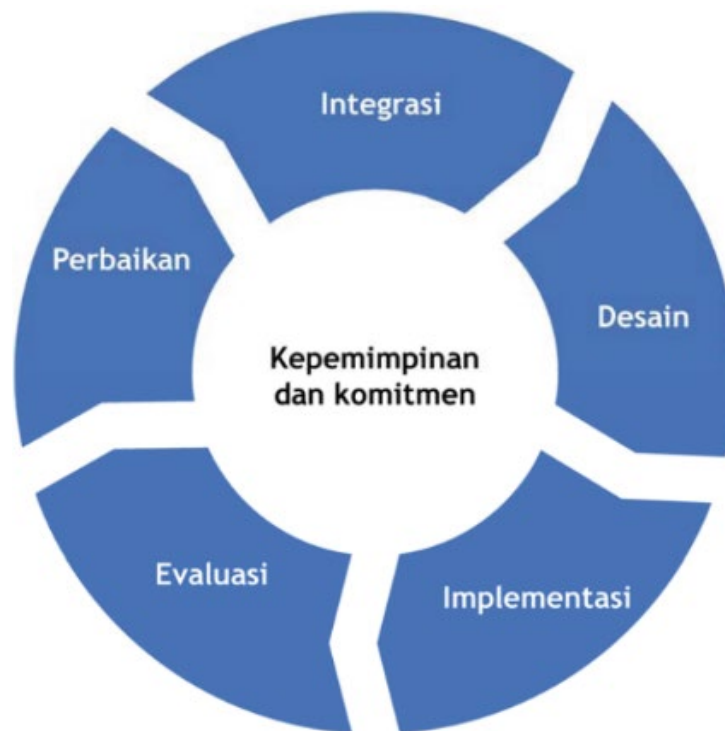 Integrasi
Desain
Implementasi
Evaluasi
Perbaikan
Kepemimpinan
dan komitmen